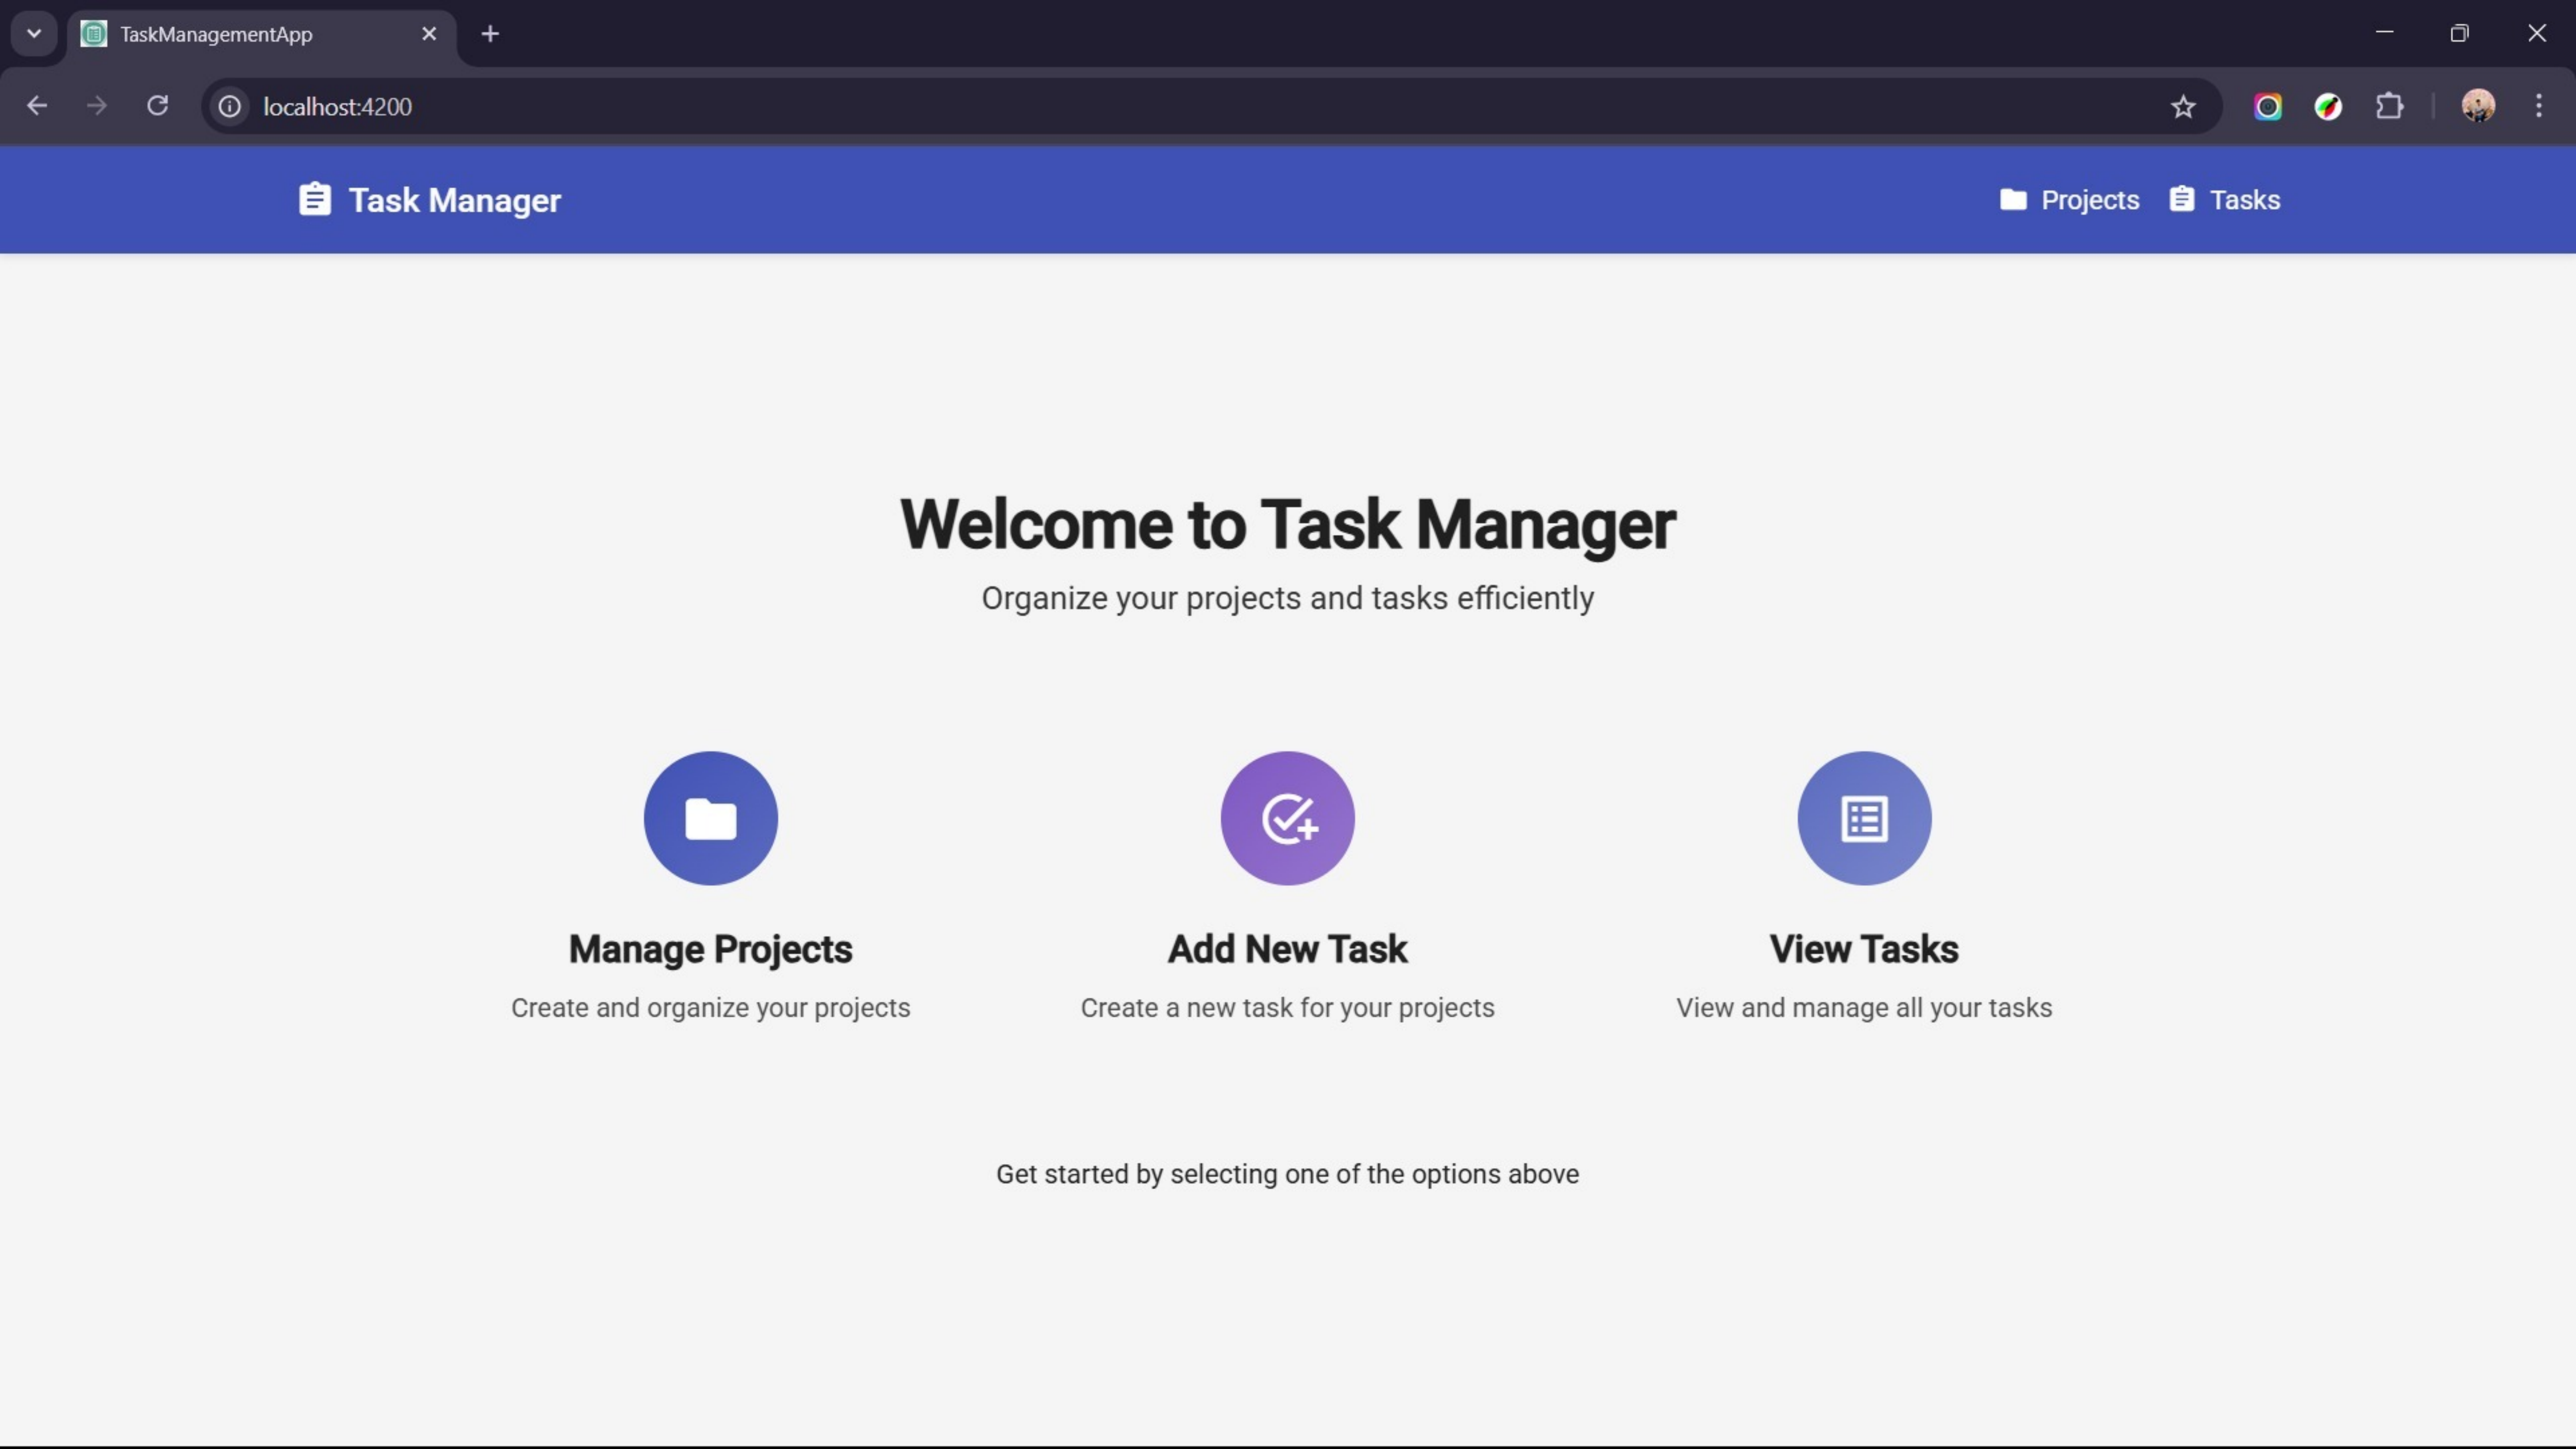 TaskManagementApp
localhost:4200
Task Manager
Projects
Tasks
Welcome to Task Manager
Organize your projects and tasks efficiently
Manage Projects
Create and organize your projects
Add New Task
Create a new task for your projects
View Tasks
View and manage all your tasks
Get started by selecting one of the options above